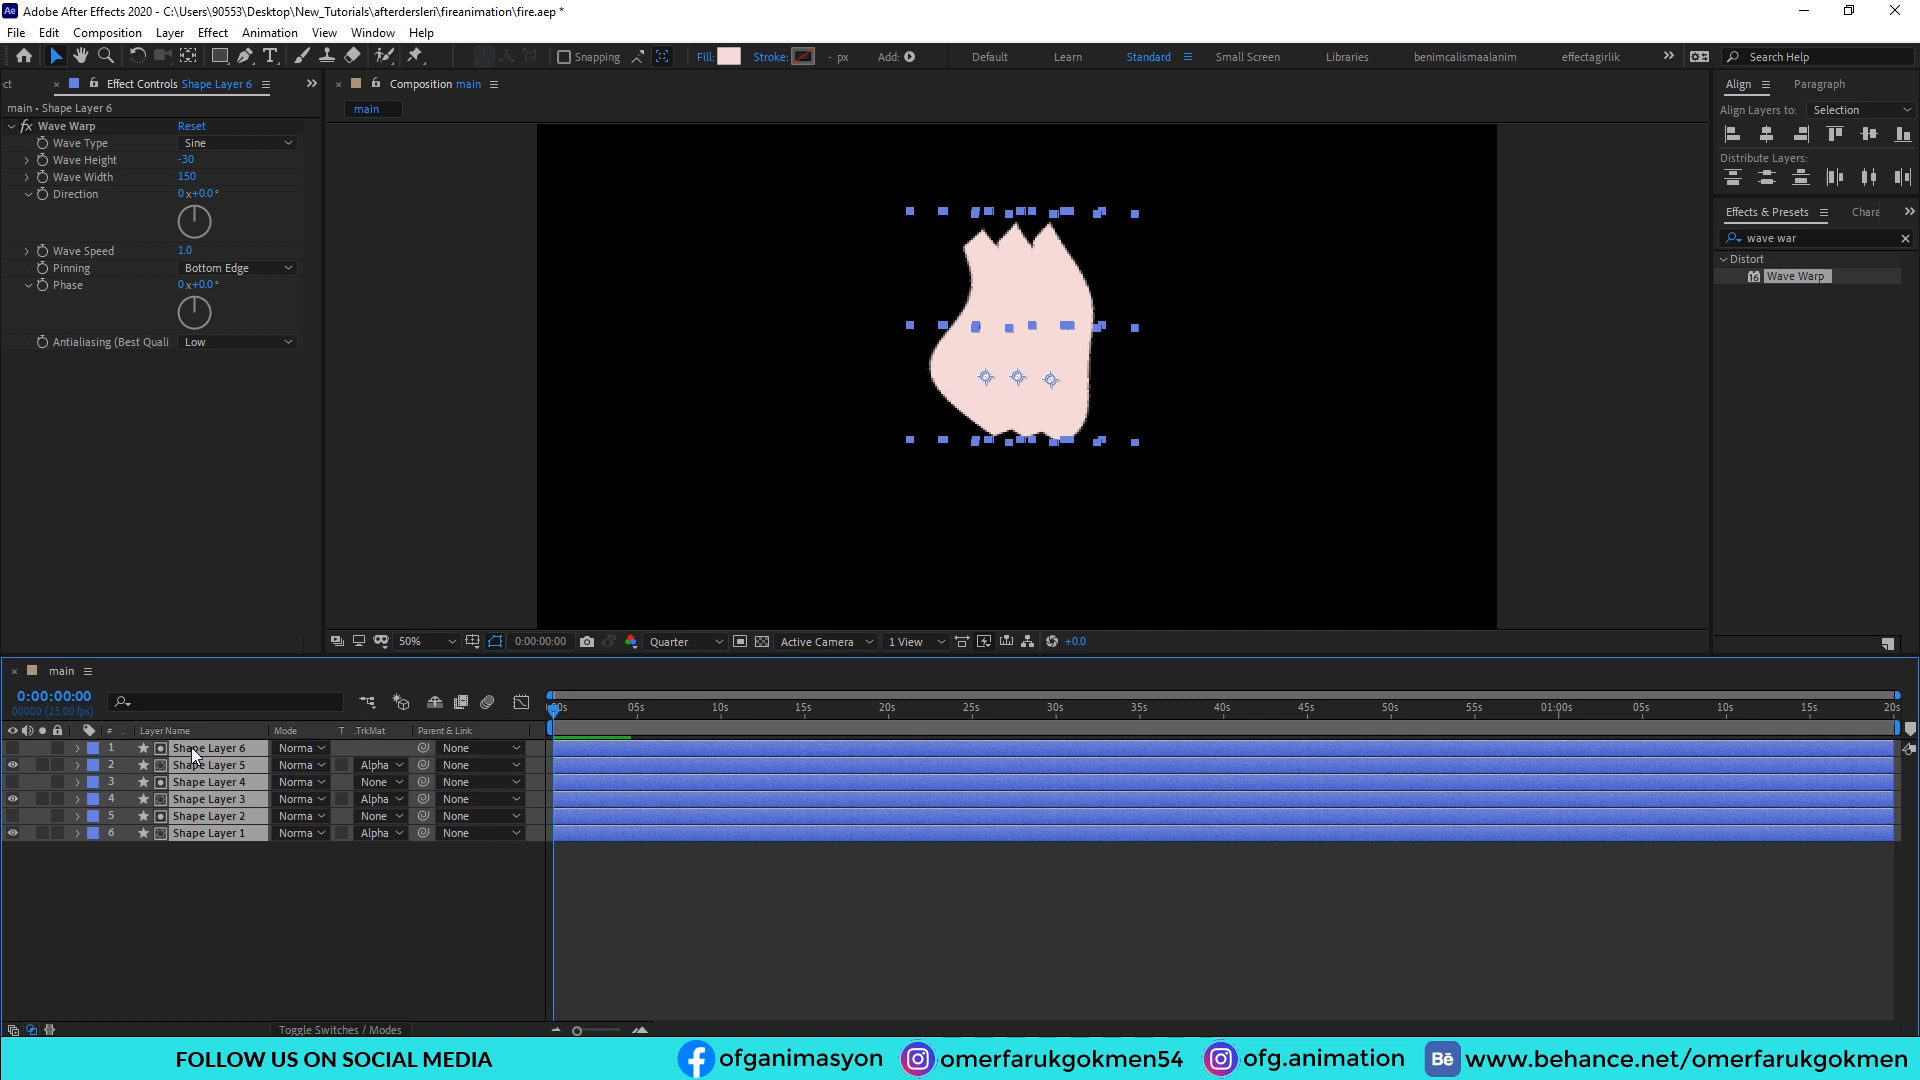 Adobe After Effects 2020 - C:\Users\90553\Desktop\New_Tutorials\afterdersleri\fireanimation\fire.aep *
File Edit Composition Layer Effect Animation View Window Help
Snapping Fill: Stroke: - px Add: Default Learn Standard Small Screen Libraries benimcalismaalanim effectagirlik Search Help
ct Effect Controls Shape Layer 6
Composition main
Align Paragraph
main • Shape Layer 6
main
Align Layers to: Selection
fx Wave Warp Reset
Wave Type Sine
Wave Height -30
Wave Width 150
Direction 0x+0.0°
Wave Speed 1.0
Pinning Bottom Edge
Phase 0x+0.0°
Antialiasing (Best Quali Low
Distribute Layers:
Effects & Presets Chara
wave war
Distort
Wave Warp
50% 0:00:00:00 Quarter Active Camera 1 View +0.0
main
0:00:00:00
00000 (25.00 fps)
:00s 05s 10s 15s 20s 25s 30s 35s 40s 45s 50s 55s 01:00s 05s 10s 15s 20s
# . Layer Name Mode T .TrkMat Parent & Link
1 Shape Layer 6 Norma None
2 Shape Layer 5 Norma Alpha None
3 Shape Layer 4 Norma None None
4 Shape Layer 3 Norma Alpha None
5 Shape Layer 2 Norma None None
6 Shape Layer 1 Norma Alpha None
Toggle Switches / Modes
FOLLOW US ON SOCIAL MEDIA ofganimasyon omerfarukgokmen54 ofg.animation Bē www.behance.net/omerfarukgokmen